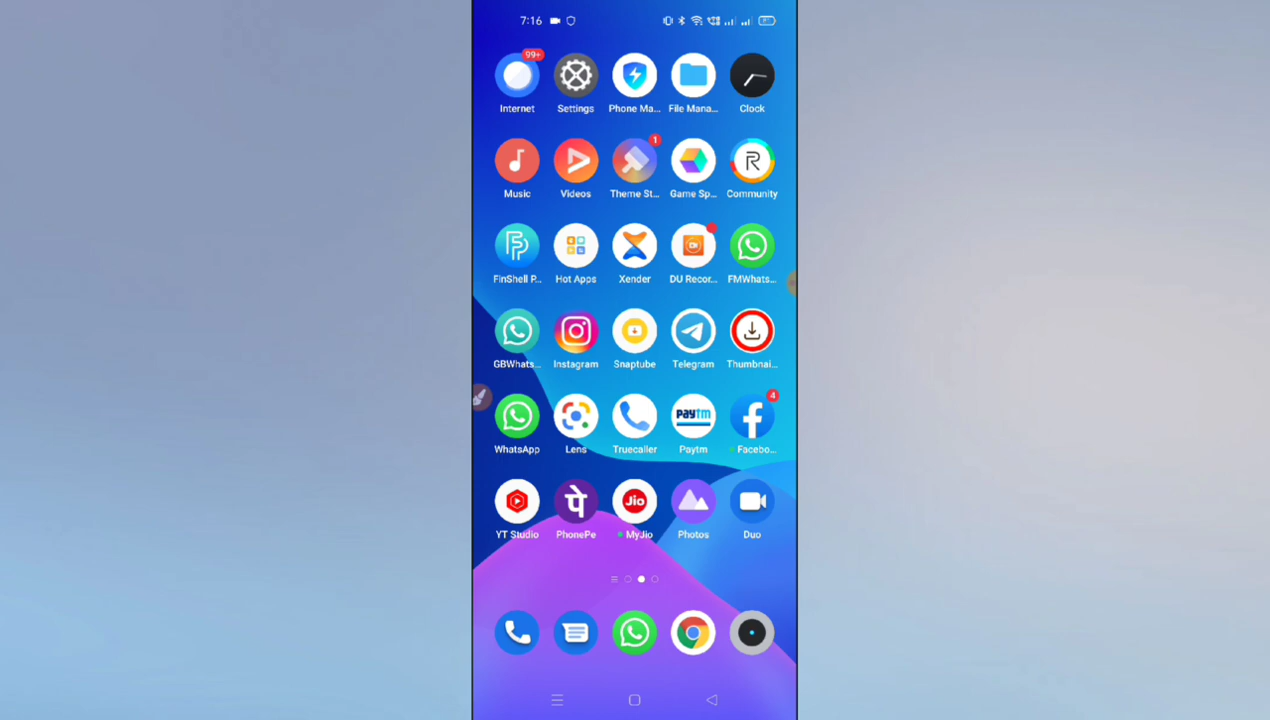 7:16
99+
Internet Settings Phone Ma... File Mana... Clock
1
Music Videos Theme St... Game Sp... Community
R
FinShell P... Hot Apps Xender DU Recor... FMWhats...
GBWhats... Instagram Snaptube Telegram Thumbnai...
4
paytm
WhatsApp Lens Truecaller Paytm Facebo...
पे Jio
YT Studio PhonePe MyJio Photos Duo